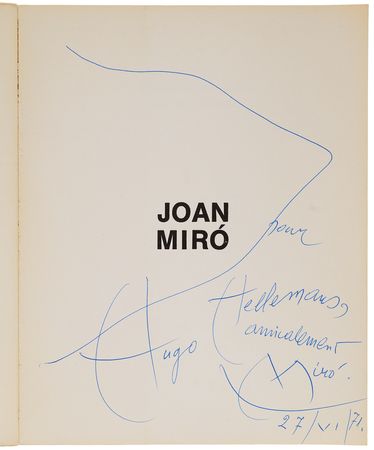 JOAN
MIRÓ
pour
Hugo Hellemans,
amicalement
Miró.
27/VI/71.